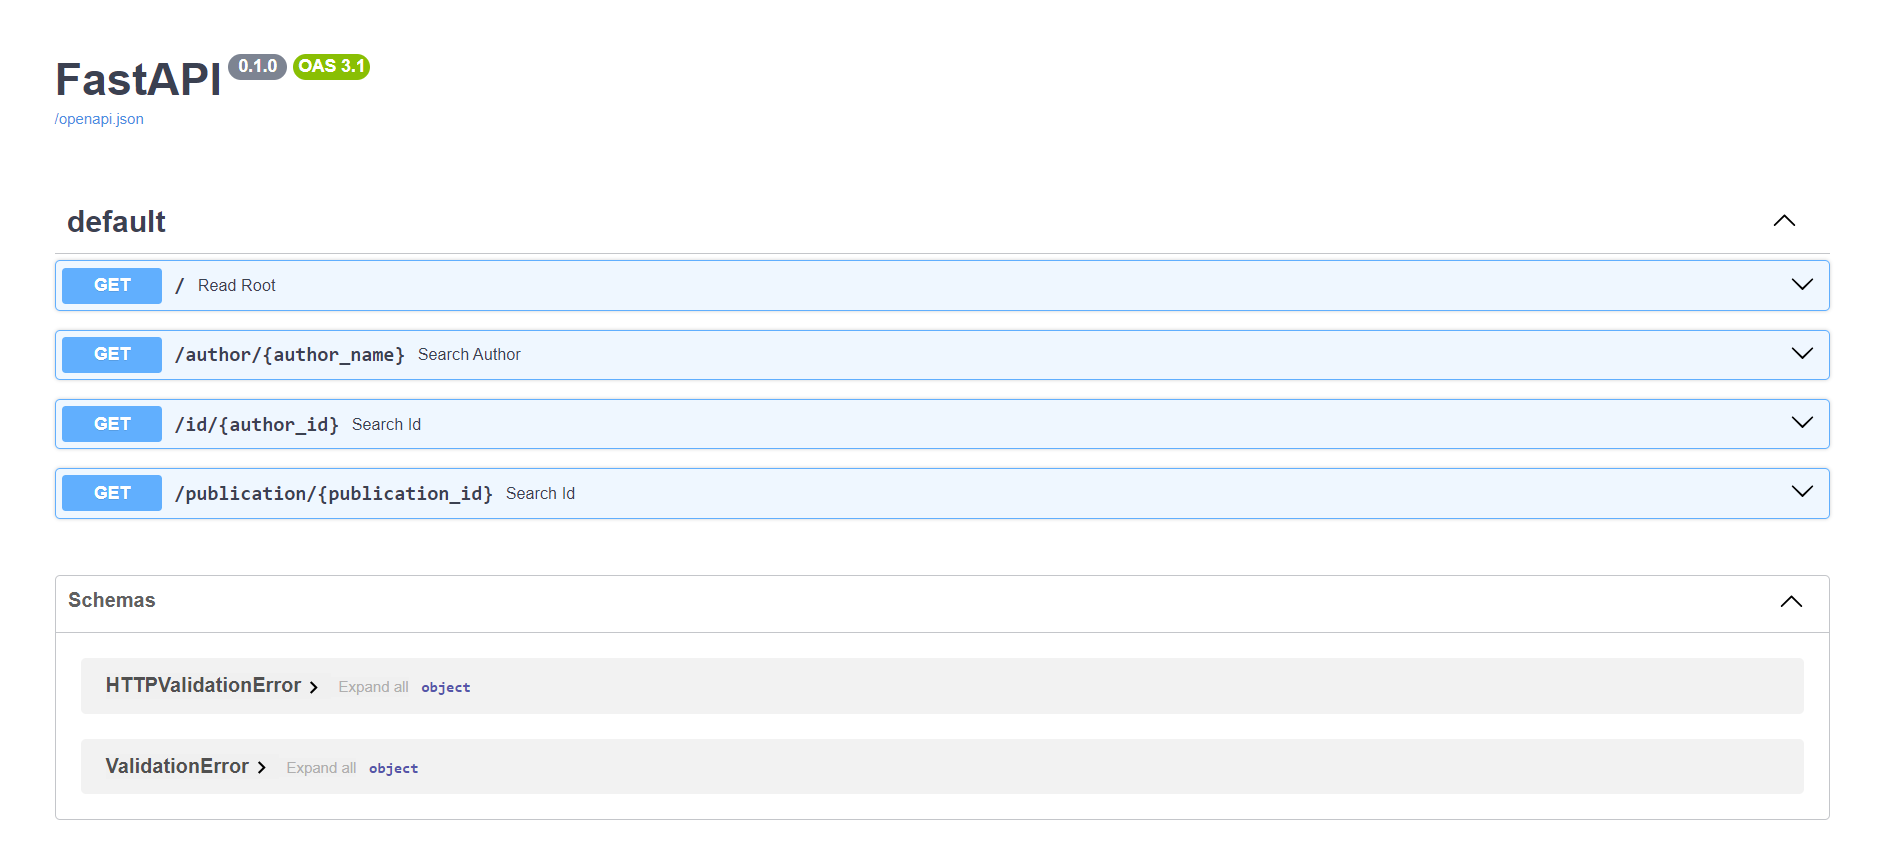 FastAPI 0.1.0 OAS 3.1
/openapi.json
default
GET / Read Root
GET /author/{author_name} Search Author
GET /id/{author_id} Search Id
GET /publication/{publication_id} Search Id
Schemas
HTTPValidationError Expand all object
ValidationError Expand all object